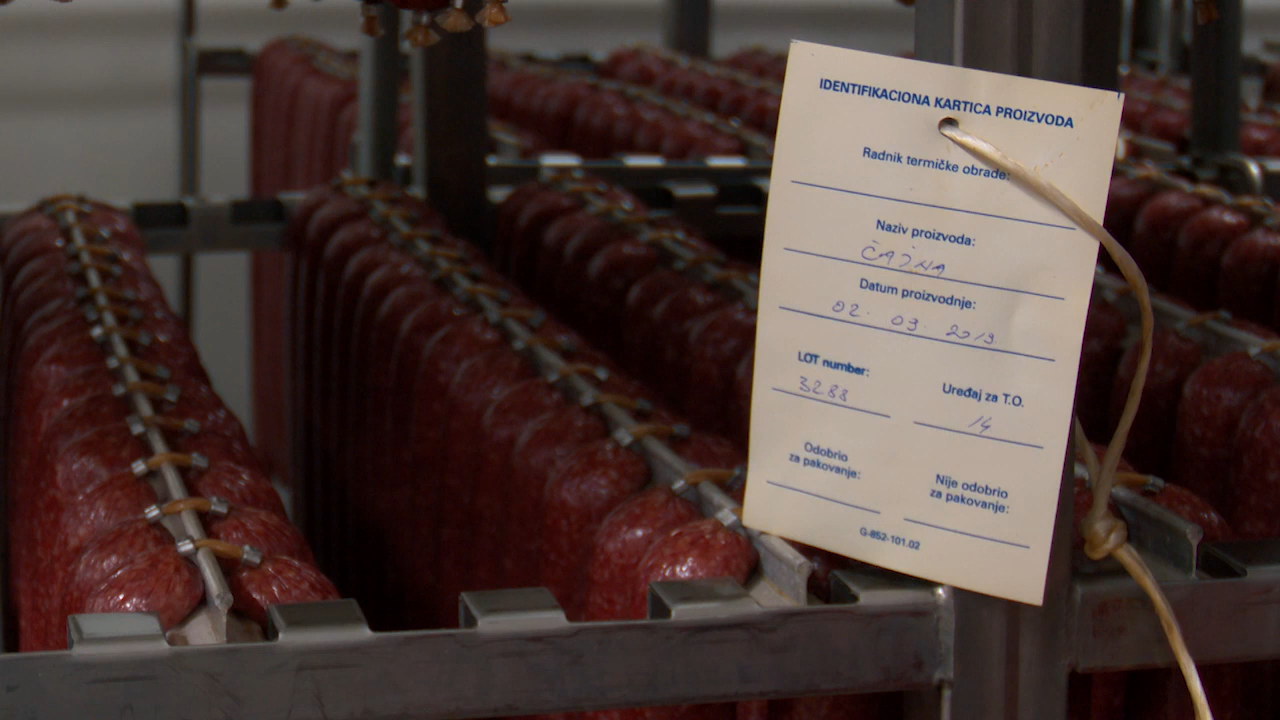 IDENTIFIKACIONA KARTICA PROIZVODA
Radnik termičke obrade:
Naziv proizvoda:
ČAJNA
Datum proizvodnje:
02. 09. 2019.
LOT number:
3288
Uređaj za T.O.
14
Odobrio
za pakovanje:
Nije odobrio
za pakovanje:
G-852-101.02